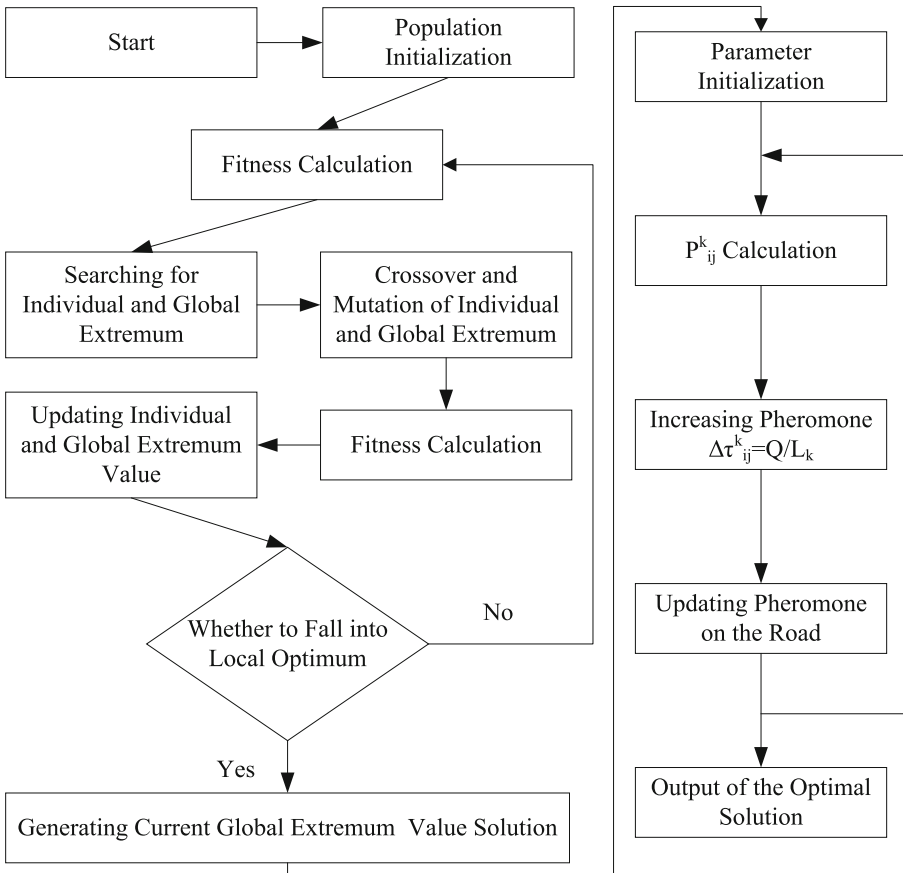 Start
Population
Initialization
Fitness Calculation
Searching for
Individual and Global
Extremum
Crossover and
Mutation of Individual
and Global Extremum
Updating Individual
and Global Extremum
Value
Fitness Calculation
Whether to Fall into
Local Optimum
No
Yes
Generating Current Global Extremum Value Solution
Parameter
Initialization
P^k_ij Calculation
Increasing Pheromone
Δτ^k_ij=Q/L_k
Updating Pheromone
on the Road
Output of the Optimal
Solution